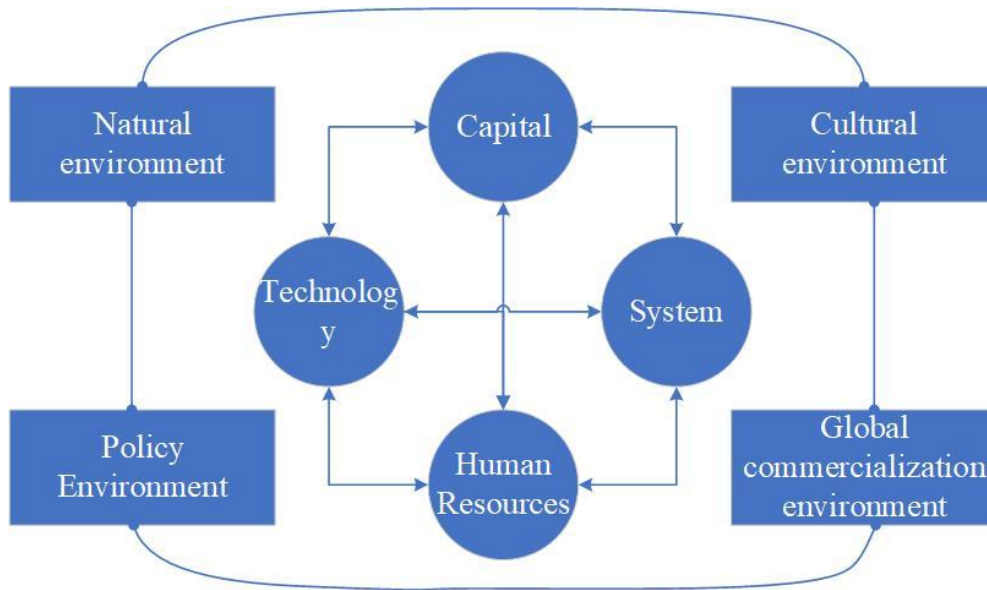 Natural
environment
Capital
Cultural
environment
Technolog
y
System
Policy
Environment
Human
Resources
Global
commercialization
environment